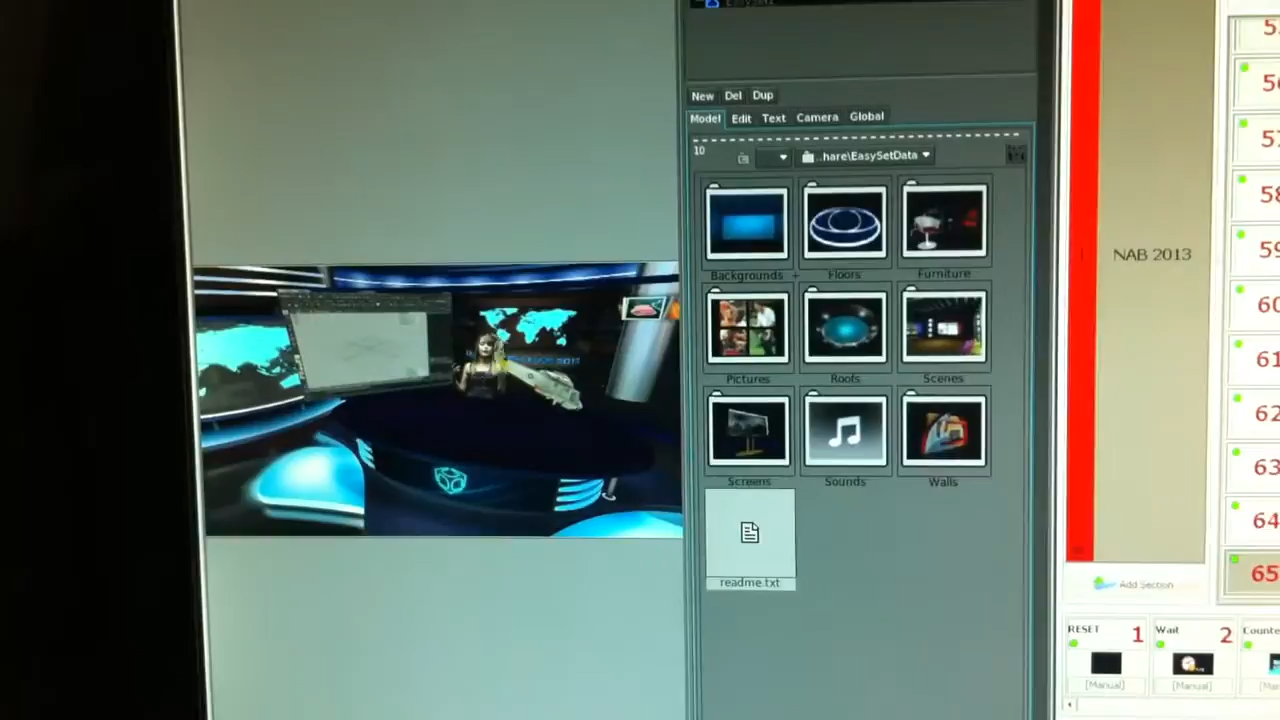 New Del Dup
Model Edit Text Camera Global
10
..hare\EasySetData
Backgrounds Floors Furniture
Pictures Roofs Scenes
Screens Sounds Walls
readme.txt
NAB 2013
58
59
60
61
62
63
64
65
Add Section
RESET 1 Wait 2
[Manual] [Manual]